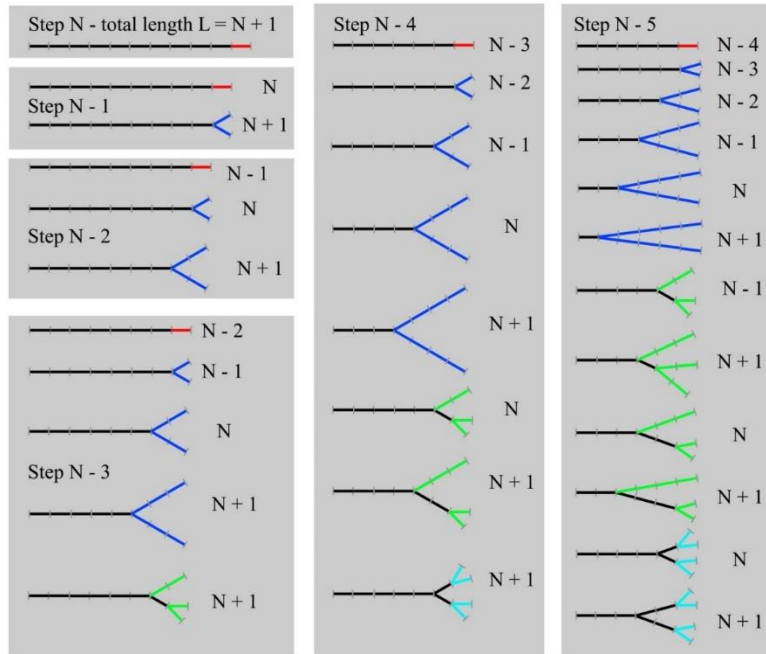 Step N - total length L = N + 1
N
Step N - 1
N + 1
N - 1
N
Step N - 2
N + 1
N - 2
N - 1
N
Step N - 3
N + 1
N + 1
Step N - 4
N - 3
N - 2
N - 1
N
N + 1
N
N + 1
N + 1
Step N - 5
N - 4
N - 3
N - 2
N - 1
N
N + 1
N - 1
N + 1
N
N + 1
N
N + 1